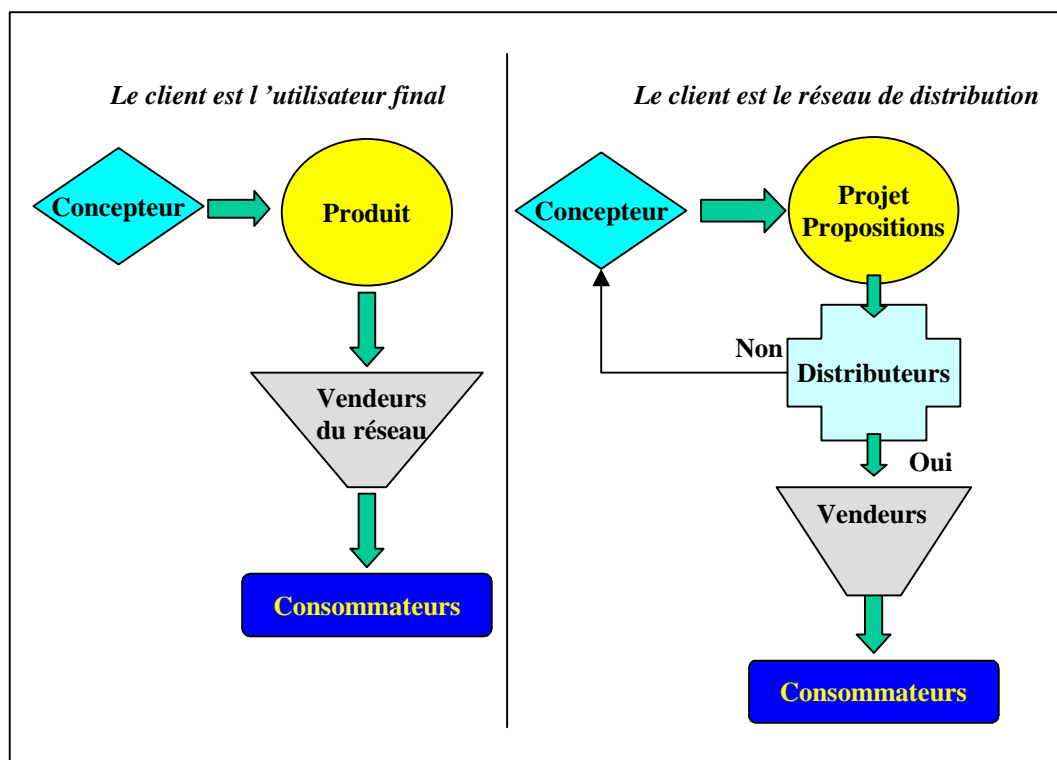 Le client est l ’utilisateur final
Concepteur
Produit
Vendeurs
du réseau
Consommateurs
Le client est le réseau de distribution
Concepteur
Projet
Propositions
Non
Distributeurs
Oui
Vendeurs
Consommateurs